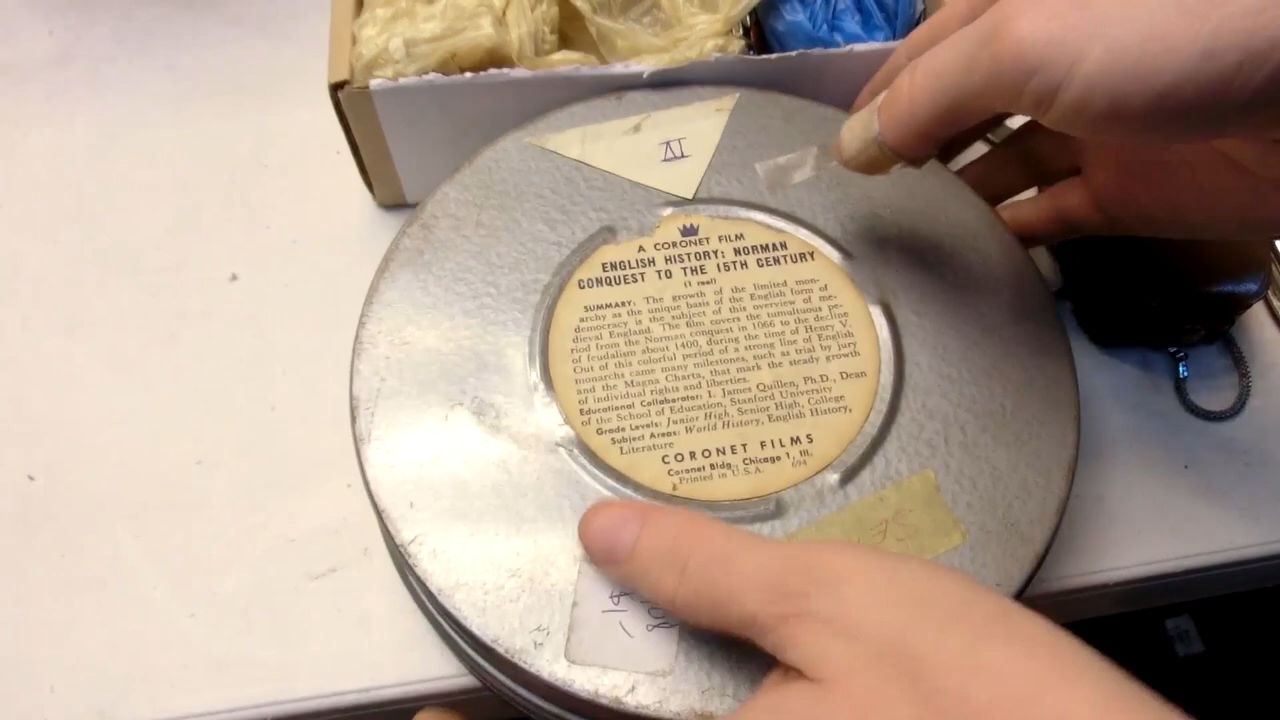 IV
A CORONET FILM
ENGLISH HISTORY: NORMAN
CONQUEST TO THE 15TH CENTURY
(1 reel)
SUMMARY: The growth of the limited mon-
archy as the unique basis of the English form of
democracy is the subject of this overview of me-
dieval England. The film covers the tumultuous pe-
riod from the Norman conquest in 1066 to the decline
of feudalism about 1400, during the time of Henry V.
Out of this colorful period of a strong line of English
monarchs came many milestones, such as trial by jury
and the Magna Charta, that mark the steady growth
of individual rights and liberties.
Educational Collaborator: I. James Quillen, Ph.D., Dean
of the School of Education, Stanford University
Grade Levels: Junior High, Senior High, College
Subject Areas: World History, English History,
Literature
CORONET FILMS
Coronet Bldg., Chicago 1, Ill.
Printed in U.S.A. 694